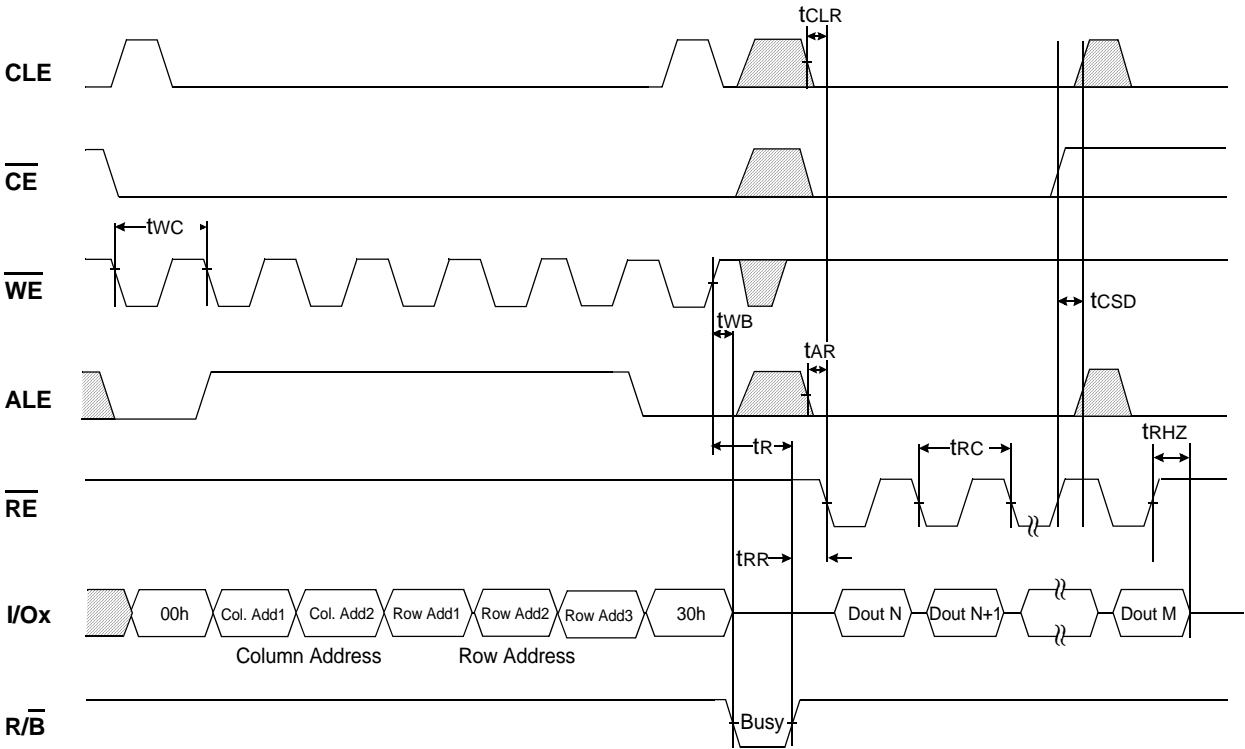 tCLR
CLE
CE
tWC
WE
tCSD
tWB
tAR
ALE
tR
tRC
tRHZ
RE
tRR
I/Ox
00h
Col. Add1
Col. Add2
Row Add1
Row Add2
Row Add3
30h
Dout N
Dout N+1
Dout M
Column Address
Row Address
R/B
Busy